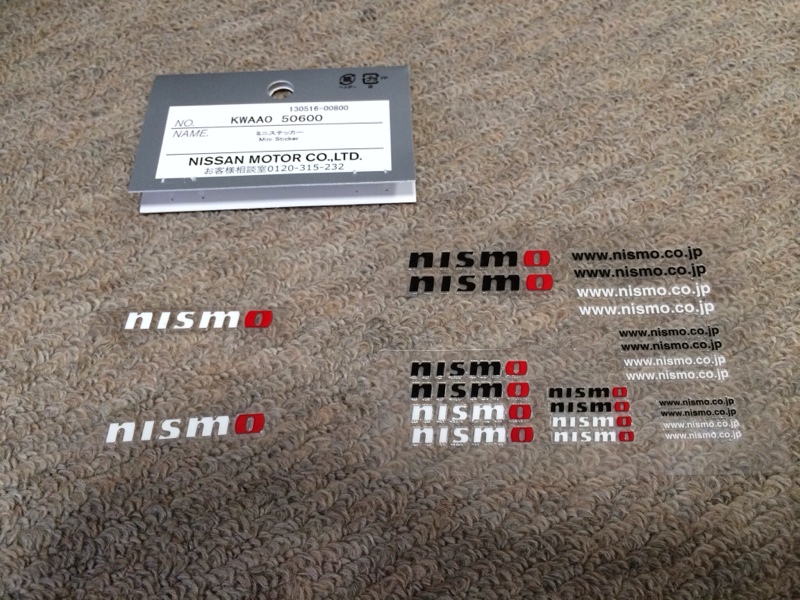 130516-00800
NO. KWAA0 50600
NAME. ミニステッカー
Mini Sticker
NISSAN MOTOR CO.,LTD.
お客様相談室0120-315-232
nismo
nismo
nismo
nismo
www.nismo.co.jp
www.nismo.co.jp
www.nismo.co.jp
www.nismo.co.jp
www.nismo.co.jp
www.nismo.co.jp
www.nismo.co.jp
www.nismo.co.jp
nismo
nismo
nismo
nismo
nismo
nismo
nismo
nismo
www.nismo.co.jp
www.nismo.co.jp
www.nismo.co.jp
www.nismo.co.jp